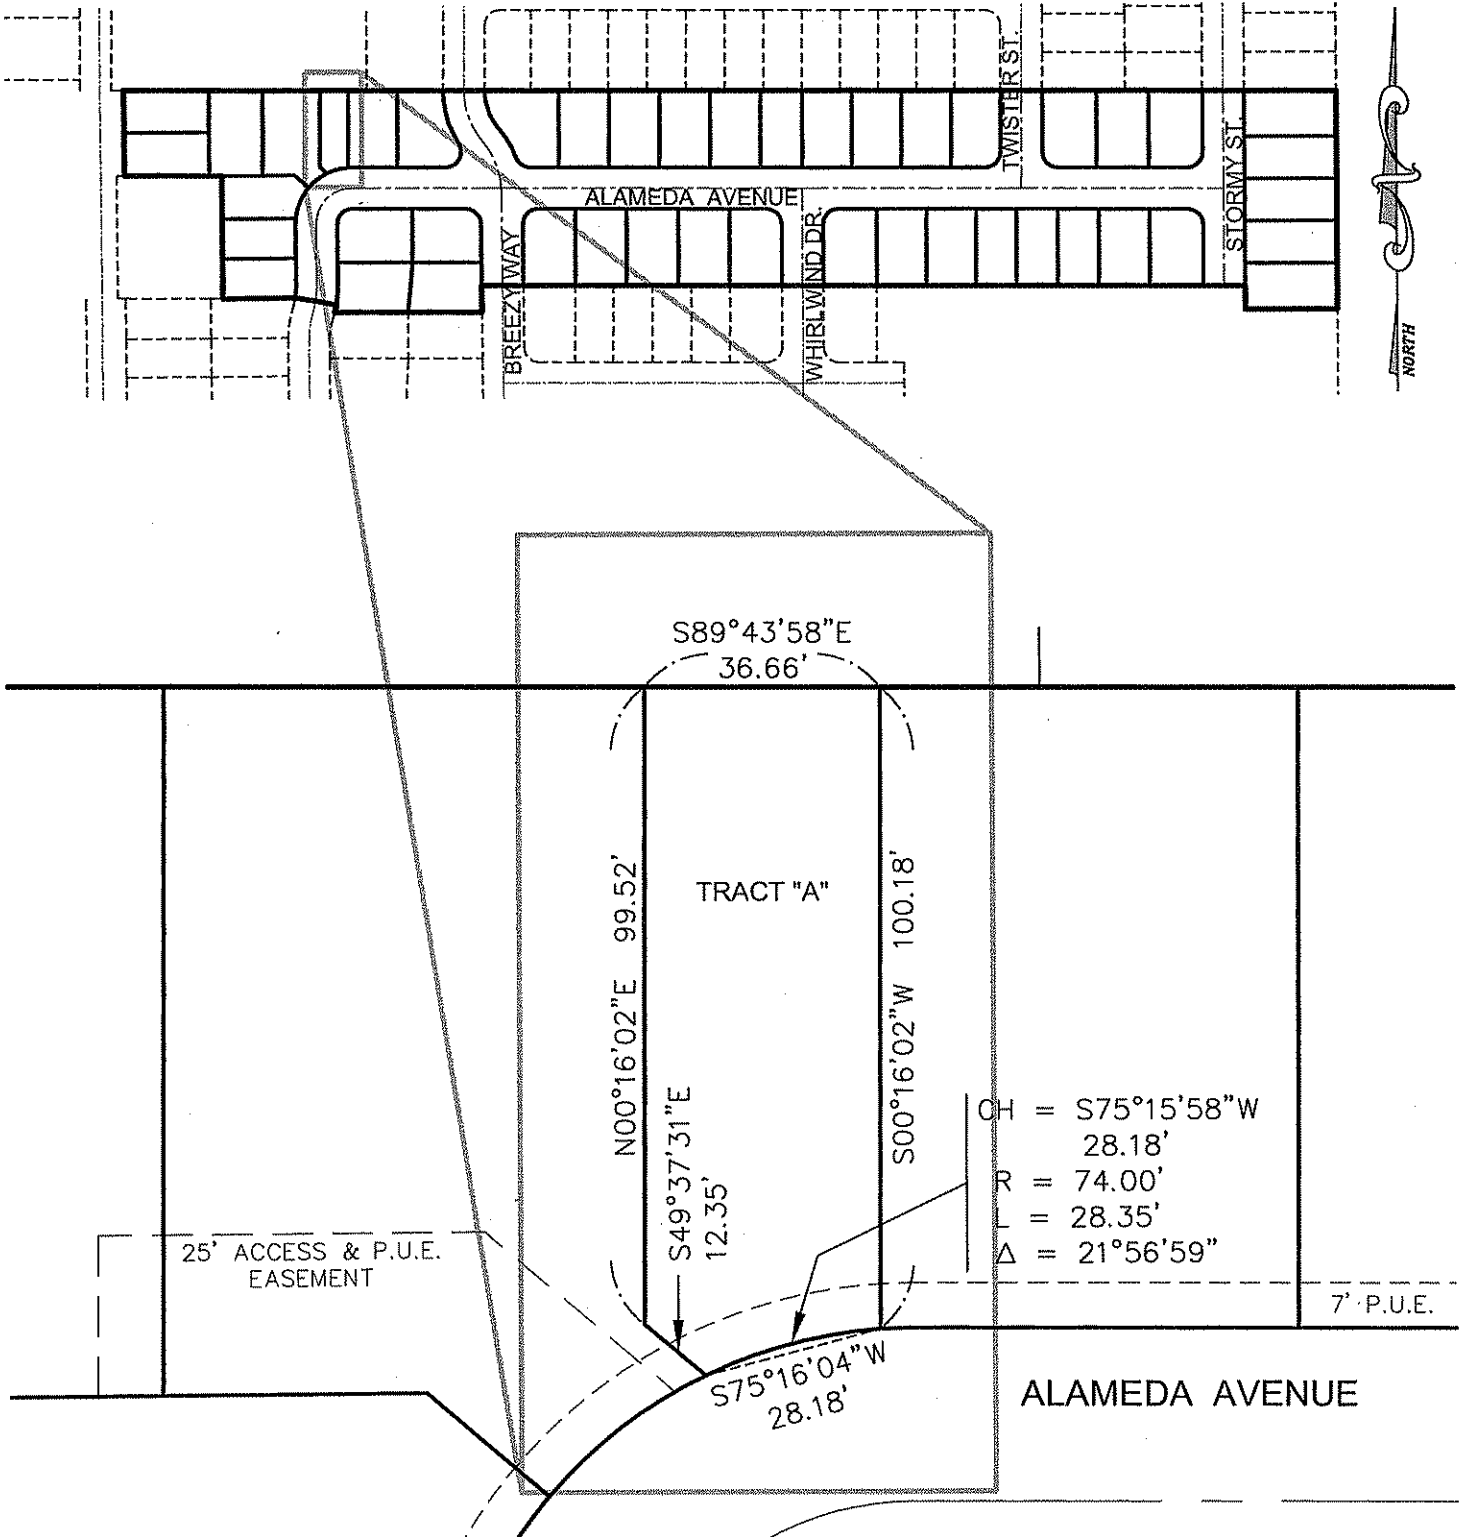 TWISTER ST.
ALAMEDA AVENUE
STORMY ST.
BREEZY WAY
WHIRLWIND DR.
NORTH
S89°43'58"E
36.66'
N00°16'02"E 99.52'
TRACT "A"
S00°16'02"W 100.18'
S49°37'31"E
12.35'
CH = S75°15'58"W
28.18'
R = 74.00'
L = 28.35'
Δ = 21°56'59"
25' ACCESS & P.U.E.
EASEMENT
7' P.U.E.
S75°16'04"W
28.18'
ALAMEDA AVENUE